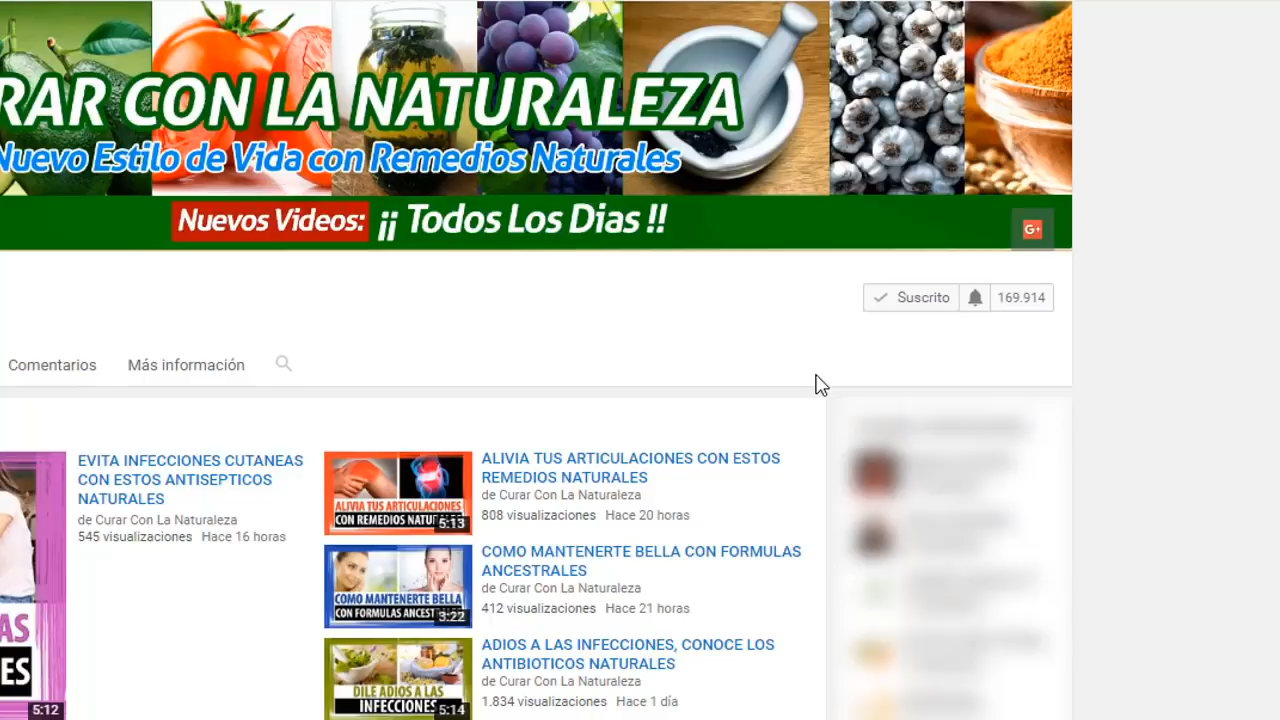 RAR CON LA NATURALEZA
Nuevo Estilo de Vida con Remedios Naturales
Nuevos Videos: ¡¡ Todos Los Dias !!
G+
Suscrito 169.914
Comentarios Más información
EVITA INFECCIONES CUTANEAS
CON ESTOS ANTISEPTICOS
NATURALES
de Curar Con La Naturaleza
545 visualizaciones Hace 16 horas
AS
ES
5:12
ALIVIA TUS ARTICULACIONES
CON REMEDIOS
5:13
ALIVIA TUS ARTICULACIONES CON ESTOS
REMEDIOS NATURALES
de Curar Con La Naturaleza
808 visualizaciones Hace 20 horas
COMO MANTENERTE BELLA
CON FORMULAS
3:22
COMO MANTENERTE BELLA CON FORMULAS
ANCESTRALES
de Curar Con La Naturaleza
412 visualizaciones Hace 21 horas
DILE ADIOS A LAS
INFECCIONES
5:14
ADIOS A LAS INFECCIONES, CONOCE LOS
ANTIBIOTICOS NATURALES
de Curar Con La Naturaleza
1.834 visualizaciones Hace 1 día